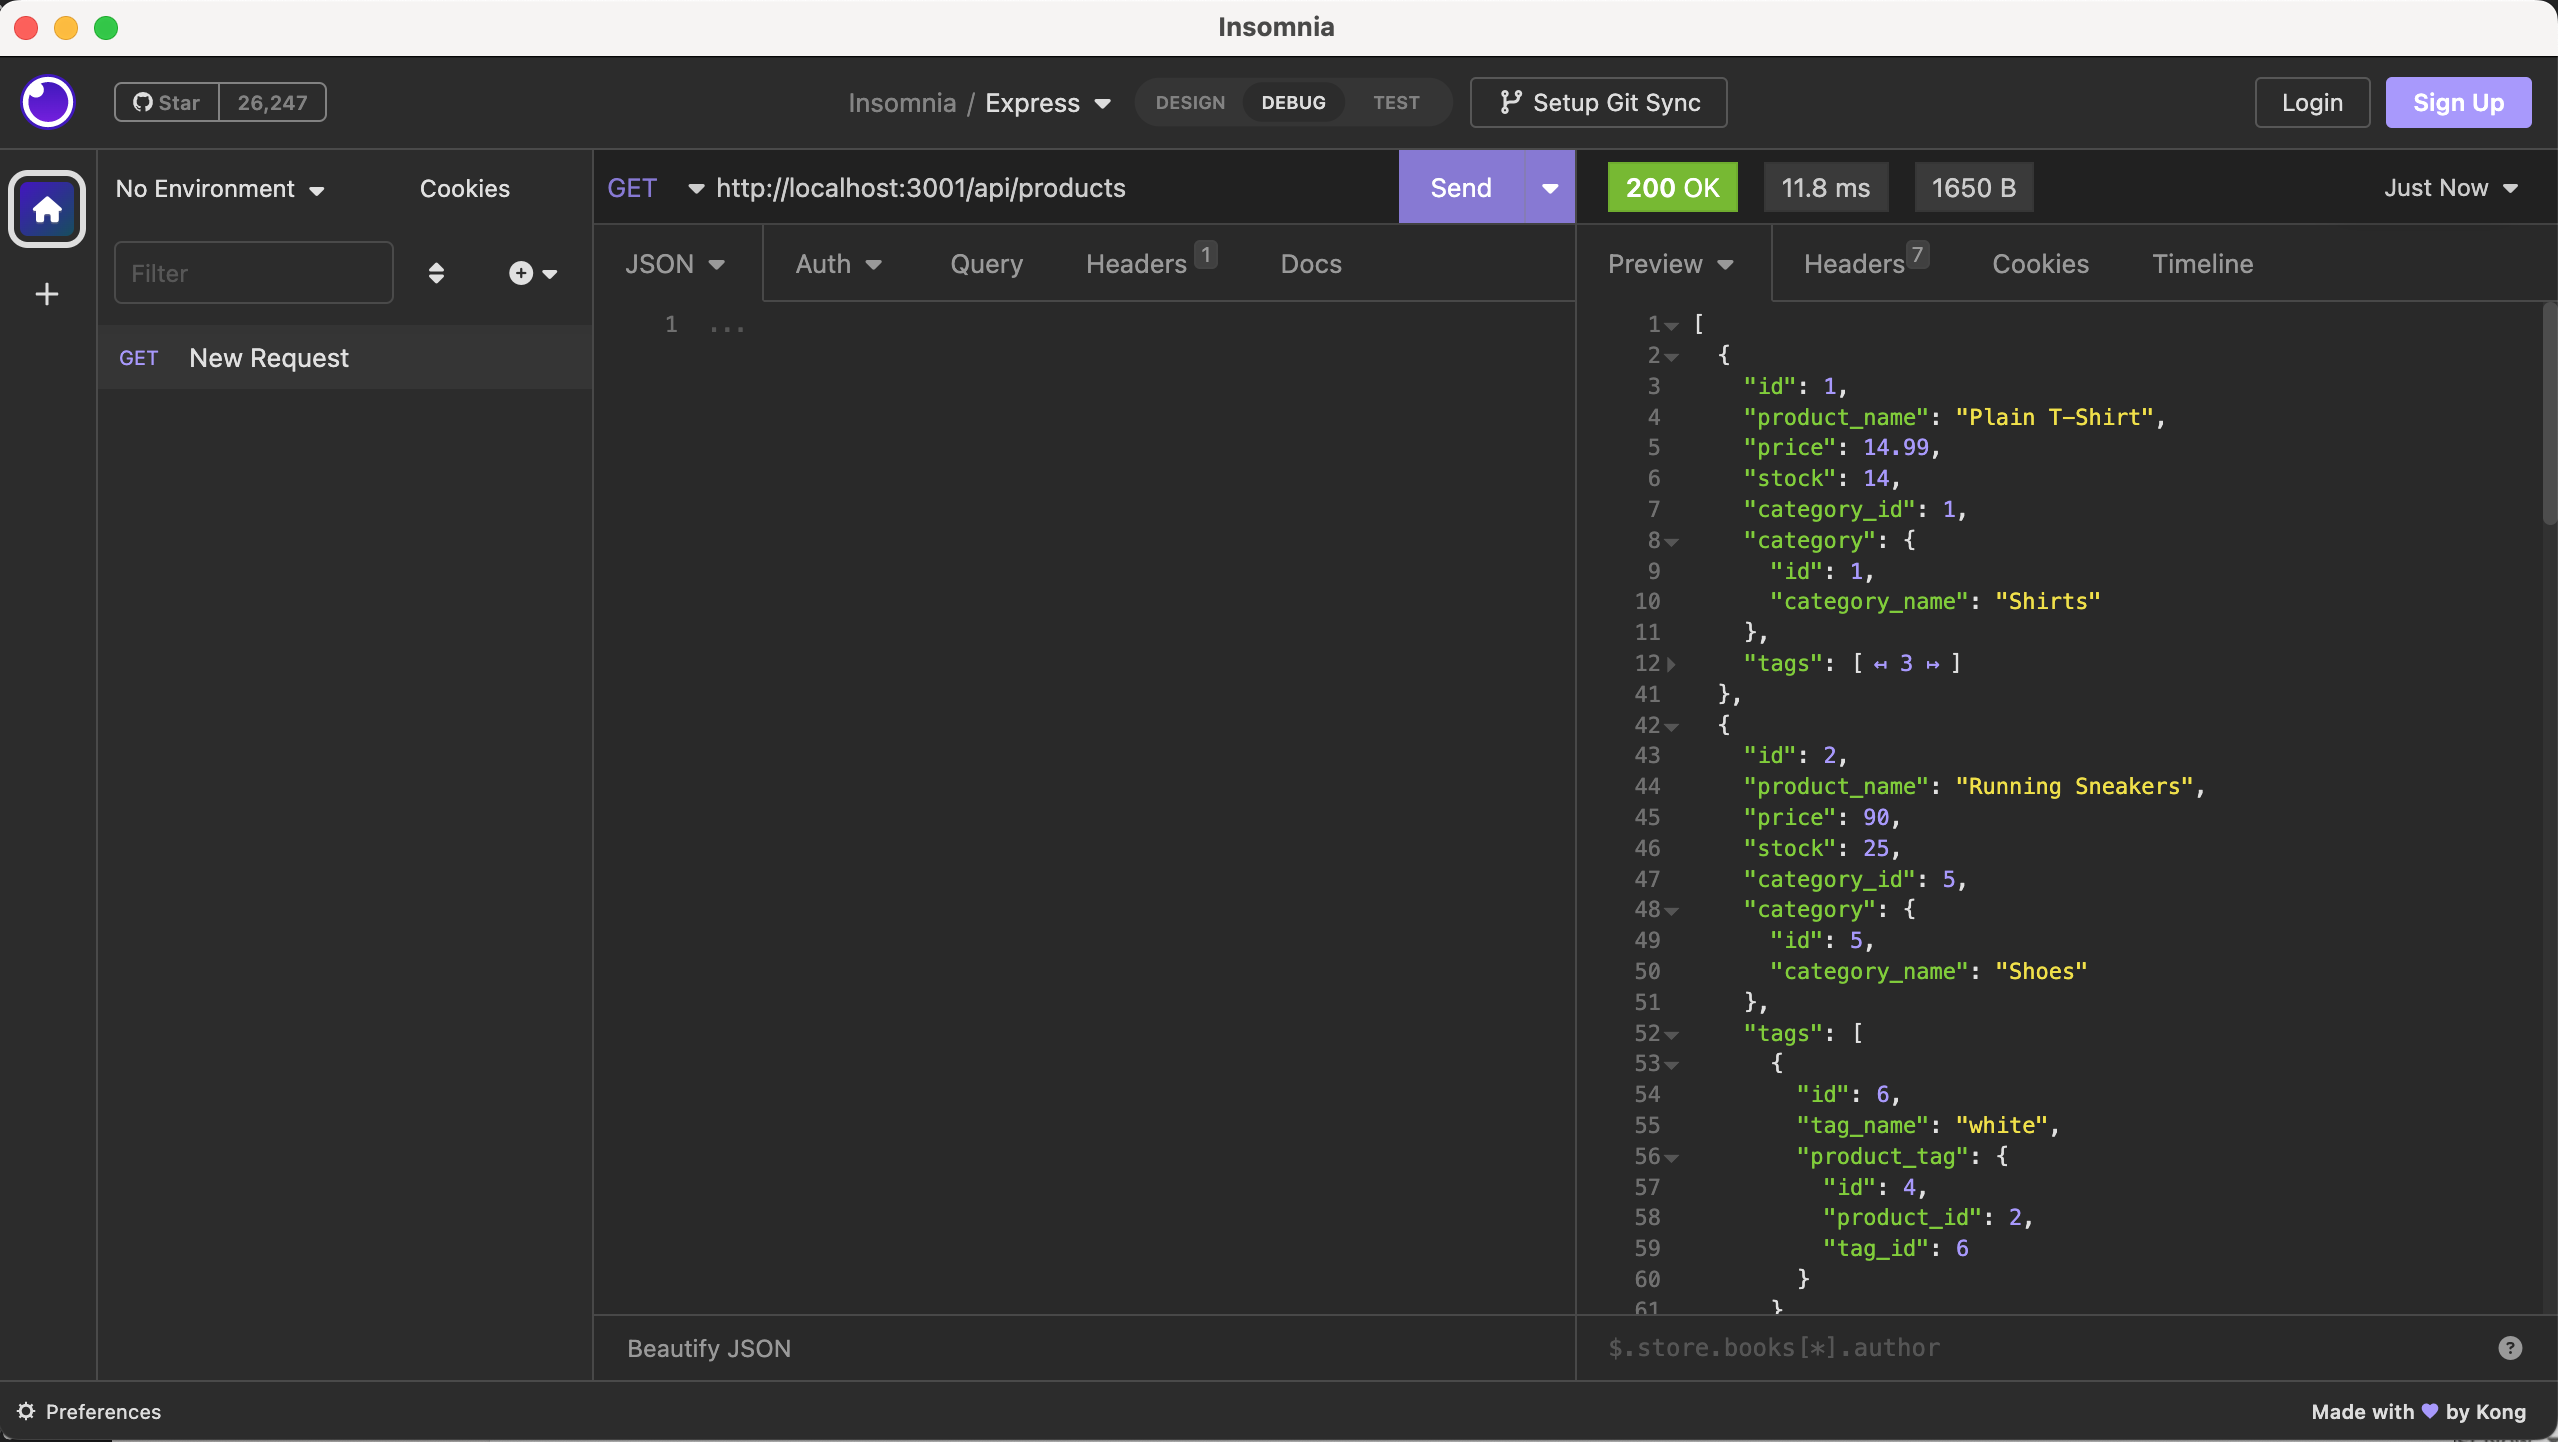 Insomnia
Star 26,247
Insomnia / Express
DESIGN DEBUG TEST
Setup Git Sync
Login
Sign Up
No Environment
Cookies
Filter
GET New Request
GET http://localhost:3001/api/products
Send
JSON Auth Query Headers 1 Docs
1 ...
Beautify JSON
200 OK 11.8 ms 1650 B
Just Now
Preview Headers 7 Cookies Timeline
1 [
2 {
3 "id": 1,
4 "product_name": "Plain T-Shirt",
5 "price": 14.99,
6 "stock": 14,
7 "category_id": 1,
8 "category": {
9 "id": 1,
10 "category_name": "Shirts"
11 },
12 "tags": [ ↤ 3 ↦ ]
41 },
42 {
43 "id": 2,
44 "product_name": "Running Sneakers",
45 "price": 90,
46 "stock": 25,
47 "category_id": 5,
48 "category": {
49 "id": 5,
50 "category_name": "Shoes"
51 },
52 "tags": [
53 {
54 "id": 6,
55 "tag_name": "white",
56 "product_tag": {
57 "id": 4,
58 "product_id": 2,
59 "tag_id": 6
60 }
61 }
$.store.books[*].author
?
Preferences
Made with ♥ by Kong